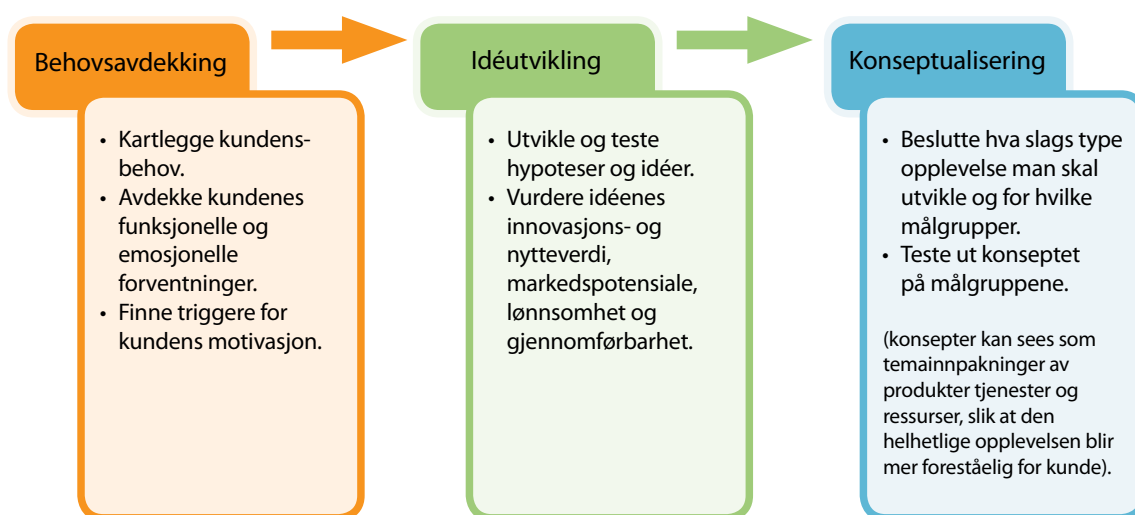 Behovsavdekking
• Kartlegge kundens-
behov.
• Avdekke kundenes
funksjonelle og
emosjonelle
forventninger.
• Finne triggere for
kundens motivasjon.
Idéutvikling
• Utvikle og teste
hypoteser og idéer.
• Vurdere idéenes
innovasjons- og
nytteverdi,
markedspotensiale,
lønnsomhet og
gjennomførbarhet.
Konseptualisering
• Beslutte hva slags type
opplevelse man skal
utvikle og for hvilke
målgrupper.
• Teste ut konseptet
på målgruppene.
(konsepter kan sees som
temainnpakninger av
produkter tjenester og
ressurser, slik at den
helhetlige opplevelsen blir
mer foreståelig for kunde).